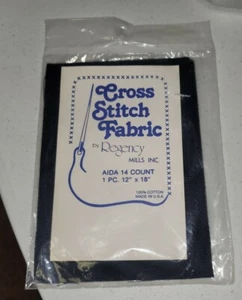 Cross
Stitch
Fabric
BY Regency
MILLS INC
AIDA 14 COUNT
1 PC. 12" x 18"
100% COTTON
MADE IN U.S.A.